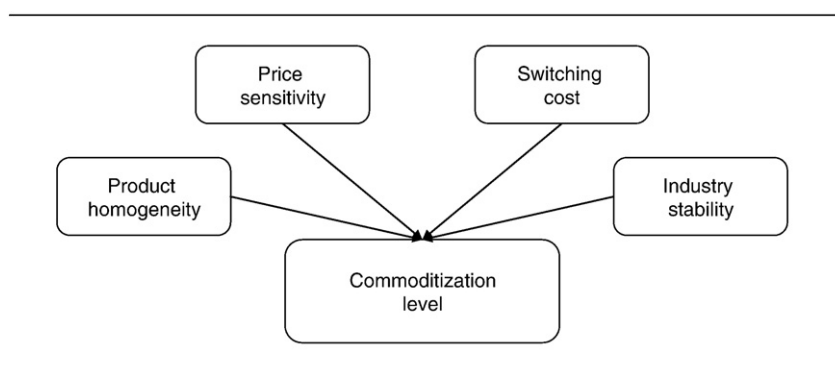 Price
sensitivity
Switching
cost
Product
homogeneity
Industry
stability
Commoditization
level